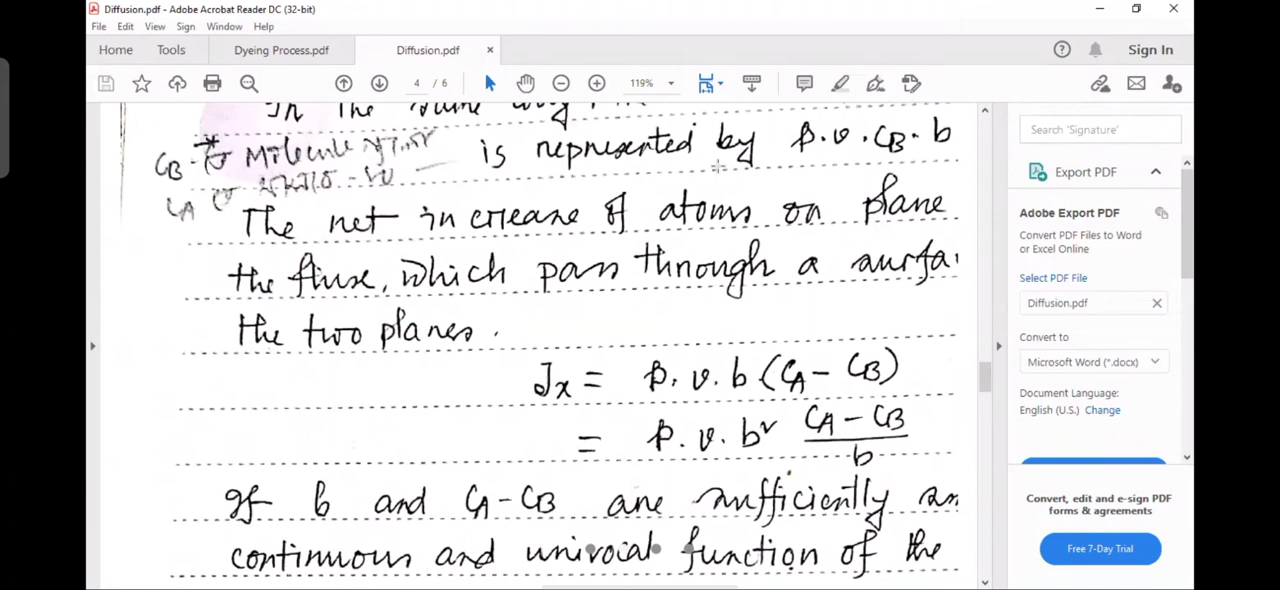 Diffusion.pdf - Adobe Acrobat Reader DC (32-bit)
File Edit View Sign Window Help
Home Tools Dyeing Process.pdf Diffusion.pdf × Sign In
4 / 6 119%
In the same way
CB Molecule is represented by p.v.CB.b
CA
The net increase of atoms on plane
the flux, which pass through a surfa
the two planes.
Jx = p.v.b (CA - CB)
= p.v.b² (CA - CB)/b
If b and CA - CB are sufficiently sm
continuous and univoial function of the
Search 'Signature'
Export PDF
Adobe Export PDF
Convert PDF Files to Word
or Excel Online
Select PDF File
Diffusion.pdf ×
Convert to
Microsoft Word (*.docx)
Document Language:
English (U.S.) Change
Convert, edit and e-sign PDF
forms & agreements
Free 7-Day Trial